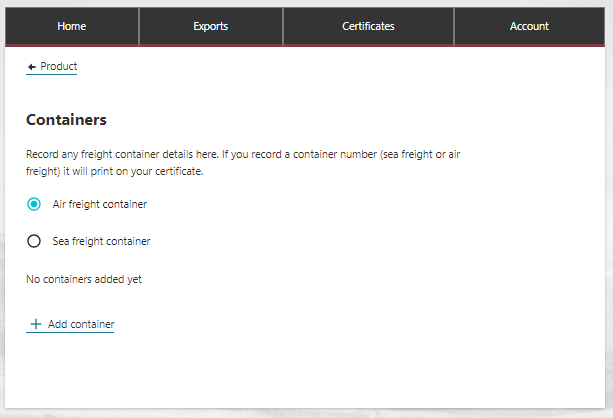 Home Exports Certificates Account
← Product
Containers
Record any freight container details here. If you record a container number (sea freight or air
freight) it will print on your certificate.
Air freight container
Sea freight container
No containers added yet
+ Add container